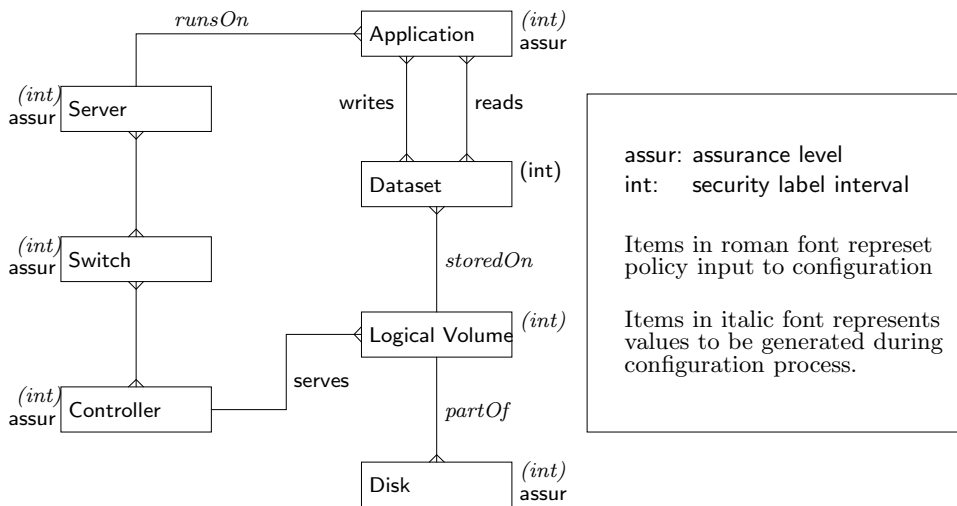 runsOn
(int)
assur
Application
(int)
assur
Server
writes
reads
Dataset
(int)
(int)
assur
Switch
storedOn
Logical Volume
(int)
serves
(int)
assur
Controller
partOf
Disk
(int)
assur
assur: assurance level
int: security label interval
Items in roman font represet
policy input to configuration
Items in italic font represents
values to be generated during
configuration process.